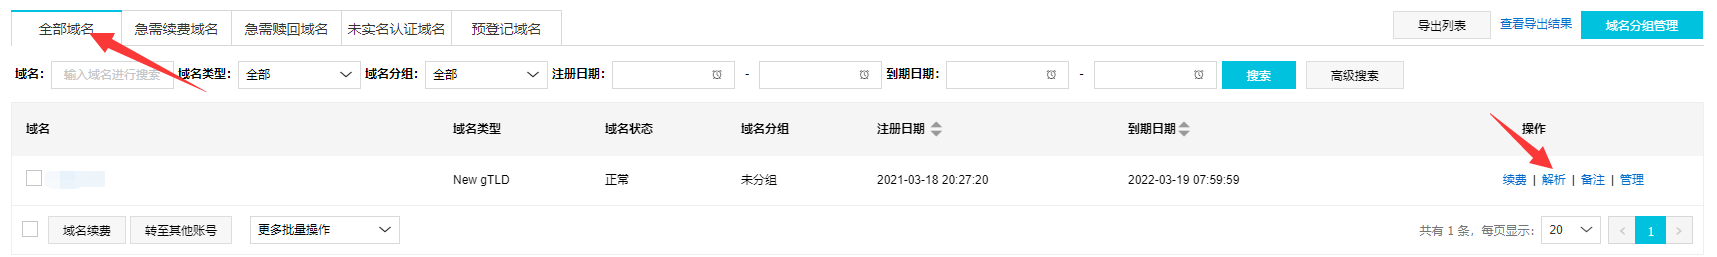 全部域名 急需续费域名 急需赎回域名 未实名认证域名 预登记域名 导出列表 查看导出结果 域名分组管理
域名： 输入域名进行搜索 域名类型： 全部 域名分组： 全部 注册日期： - 到期日期： - 搜索 高级搜索
域名 域名类型 域名状态 域名分组 注册日期 到期日期 操作
New gTLD 正常 未分组 2021-03-18 20:27:20 2022-03-19 07:59:59 续费 | 解析 | 备注 | 管理
域名续费 转至其他账号 更多批量操作 共有 1 条，每页显示： 20 < 1 >